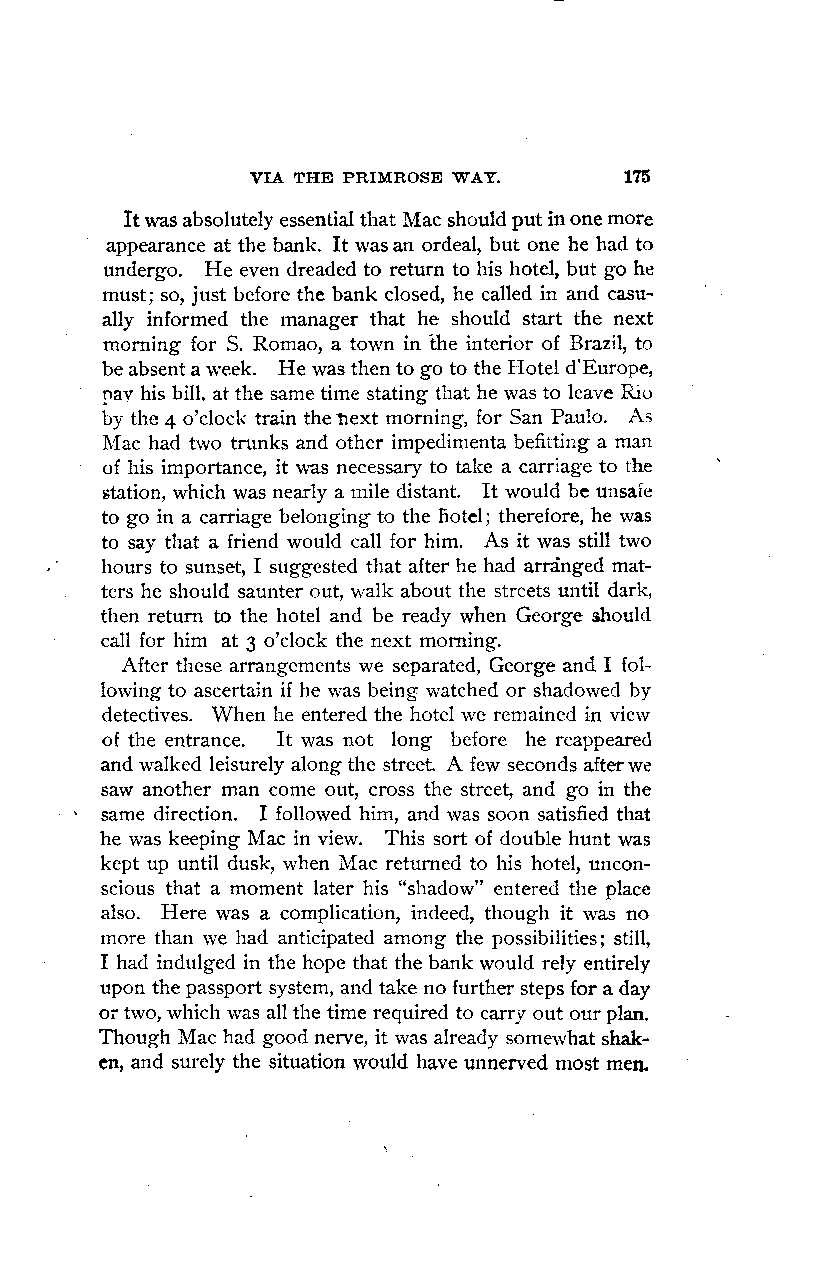 VIA THE PRIMROSE WAY. 175
It was absolutely essential that Mac should put in one more
appearance at the bank. It was an ordeal, but one he had to
undergo. He even dreaded to return to his hotel, but go he
must; so, just before the bank closed, he called in and casu-
ally informed the manager that he should start the next
morning for S. Romao, a town in the interior of Brazil, to
be absent a week. He was then to go to the Hotel d'Europe,
pay his bill, at the same time stating that he was to leave Rio
by the 4 o'clock train the next morning, for San Paulo. As
Mac had two trunks and other impedimenta befitting a man
of his importance, it was necessary to take a carriage to the
station, which was nearly a mile distant. It would be unsafe
to go in a carriage belonging to the hotel; therefore, he was
to say that a friend would call for him. As it was still two
hours to sunset, I suggested that after he had arranged mat-
ters he should saunter out, walk about the streets until dark,
then return to the hotel and be ready when George should
call for him at 3 o'clock the next morning.
After these arrangements we separated, George and I fol-
lowing to ascertain if he was being watched or shadowed by
detectives. When he entered the hotel we remained in view
of the entrance. It was not long before he reappeared
and walked leisurely along the street. A few seconds after we
saw another man come out, cross the street, and go in the
same direction. I followed him, and was soon satisfied that
he was keeping Mac in view. This sort of double hunt was
kept up until dusk, when Mac returned to his hotel, uncon-
scious that a moment later his "shadow" entered the place
also. Here was a complication, indeed, though it was no
more than we had anticipated among the possibilities; still,
I had indulged in the hope that the bank would rely entirely
upon the passport system, and take no further steps for a day
or two, which was all the time required to carry out our plan.
Though Mac had good nerve, it was already somewhat shak-
en, and surely the situation would have unnerved most men.